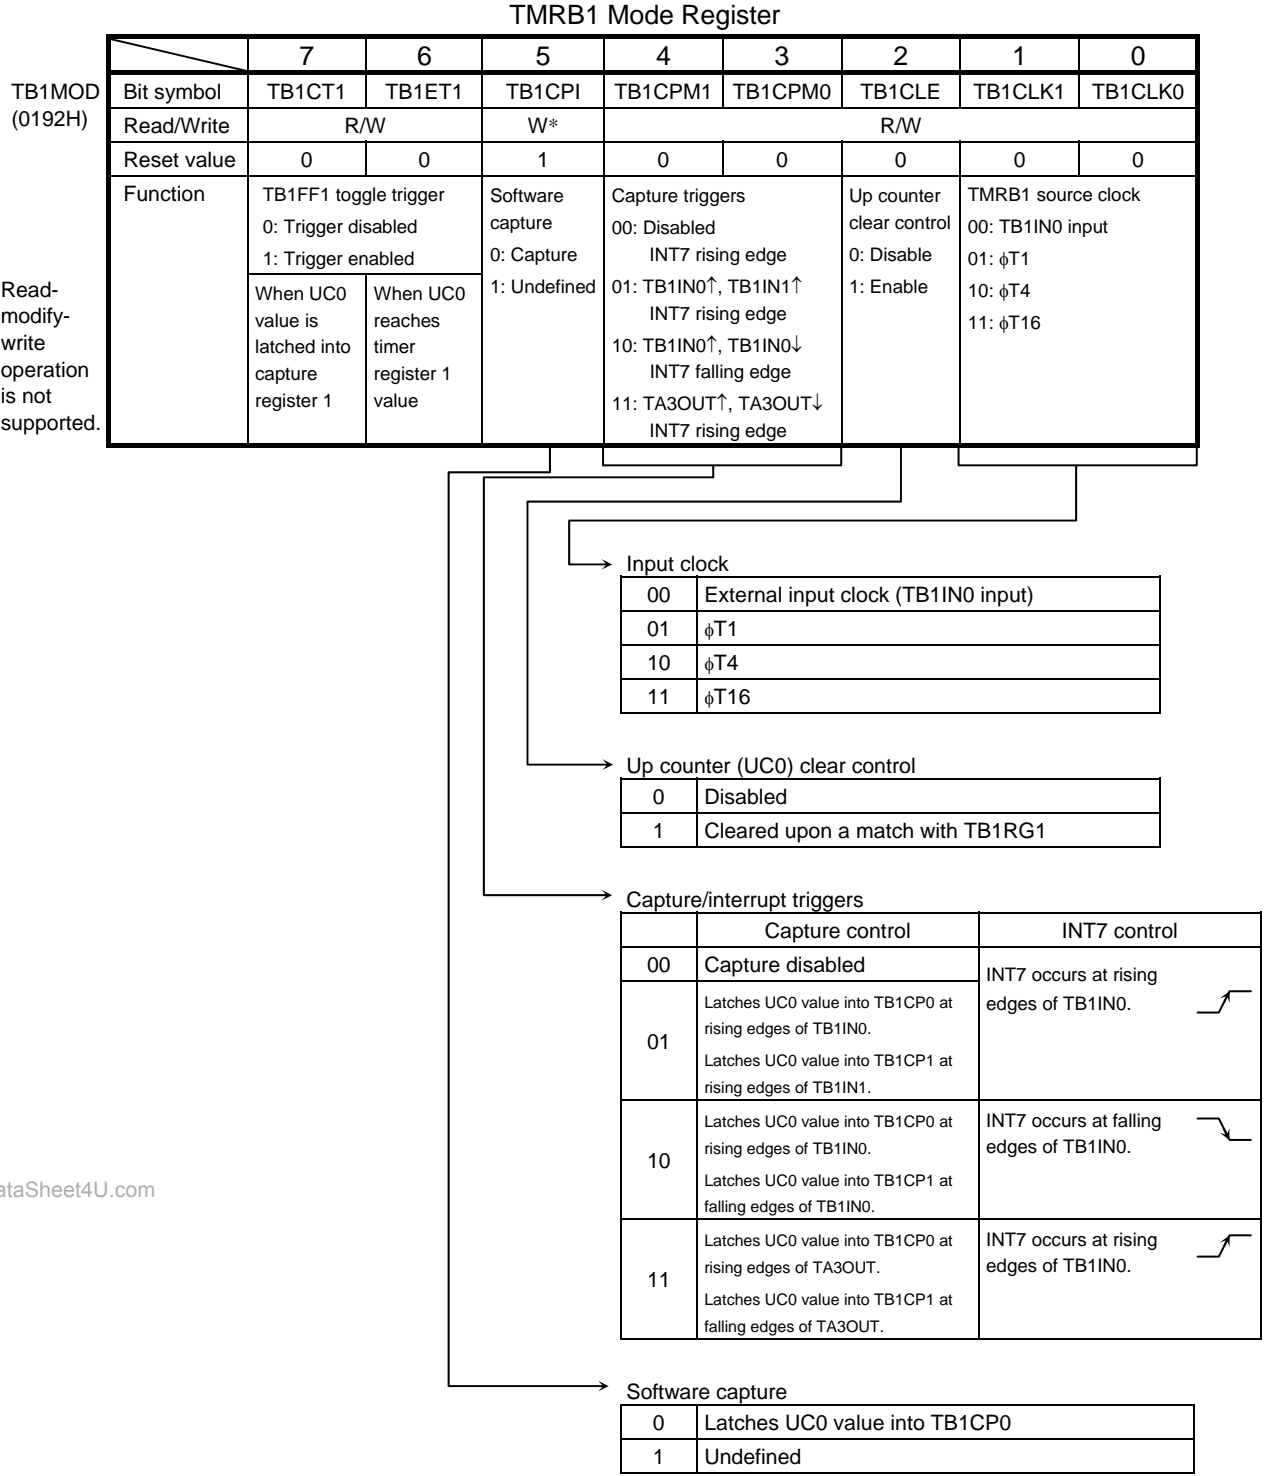 TMRB1 Mode Register
7 6 5 4 3 2 1 0
TB1MOD
(0192H)
Bit symbol TB1CT1 TB1ET1 TB1CPI TB1CPM1 TB1CPM0 TB1CLE TB1CLK1 TB1CLK0
Read/Write R/W W* R/W
Reset value 0 0 1 0 0 0 0 0
Function
TB1FF1 toggle trigger
0: Trigger disabled
1: Trigger enabled
When UC0
value is
latched into
capture
register 1
When UC0
reaches
timer
register 1
value
Software
capture
0: Capture
1: Undefined
Capture triggers
00: Disabled
INT7 rising edge
01: TB1IN0↑, TB1IN1↑
INT7 rising edge
10: TB1IN0↑, TB1IN0↓
INT7 falling edge
11: TA3OUT↑, TA3OUT↓
INT7 rising edge
Up counter
clear control
0: Disable
1: Enable
TMRB1 source clock
00: TB1IN0 input
01: ϕT1
10: ϕT4
11: ϕT16
Read-
modify-
write
operation
is not
supported.
Input clock
00 External input clock (TB1IN0 input)
01 ϕT1
10 ϕT4
11 ϕT16
Up counter (UC0) clear control
0 Disabled
1 Cleared upon a match with TB1RG1
Capture/interrupt triggers
Capture control INT7 control
00 Capture disabled
INT7 occurs at rising
edges of TB1IN0.
01
Latches UC0 value into TB1CP0 at
rising edges of TB1IN0.
Latches UC0 value into TB1CP1 at
rising edges of TB1IN1.
10
Latches UC0 value into TB1CP0 at
rising edges of TB1IN0.
Latches UC0 value into TB1CP1 at
falling edges of TB1IN0.
INT7 occurs at falling
edges of TB1IN0.
ataSheet4U.com
11
Latches UC0 value into TB1CP0 at
rising edges of TA3OUT.
Latches UC0 value into TB1CP1 at
falling edges of TA3OUT.
INT7 occurs at rising
edges of TB1IN0.
Software capture
0 Latches UC0 value into TB1CP0
1 Undefined